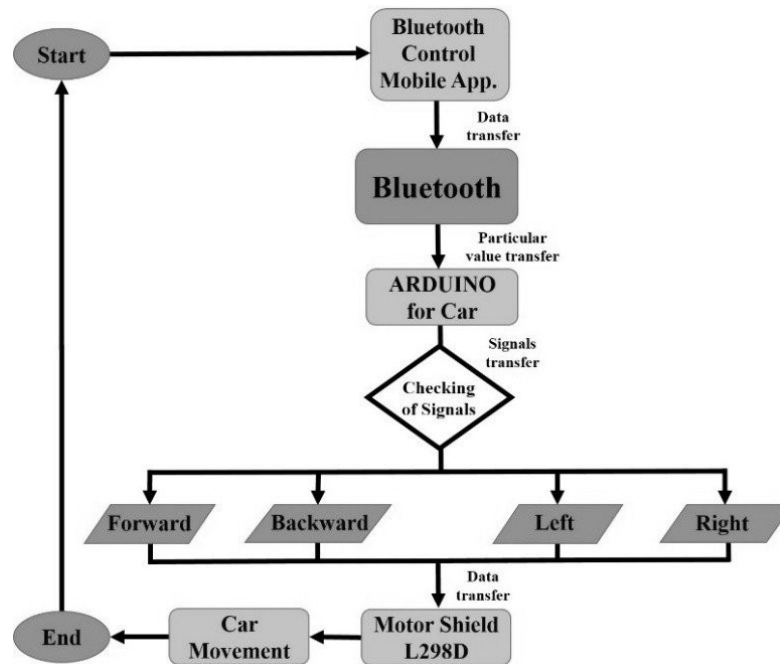 Start
Bluetooth
Control
Mobile App.
Data
transfer
Bluetooth
Particular
value transfer
ARDUINO
for Car
Signals
transfer
Checking
of Signals
Forward
Backward
Left
Right
Data
transfer
End
Car
Movement
Motor Shield
L298D